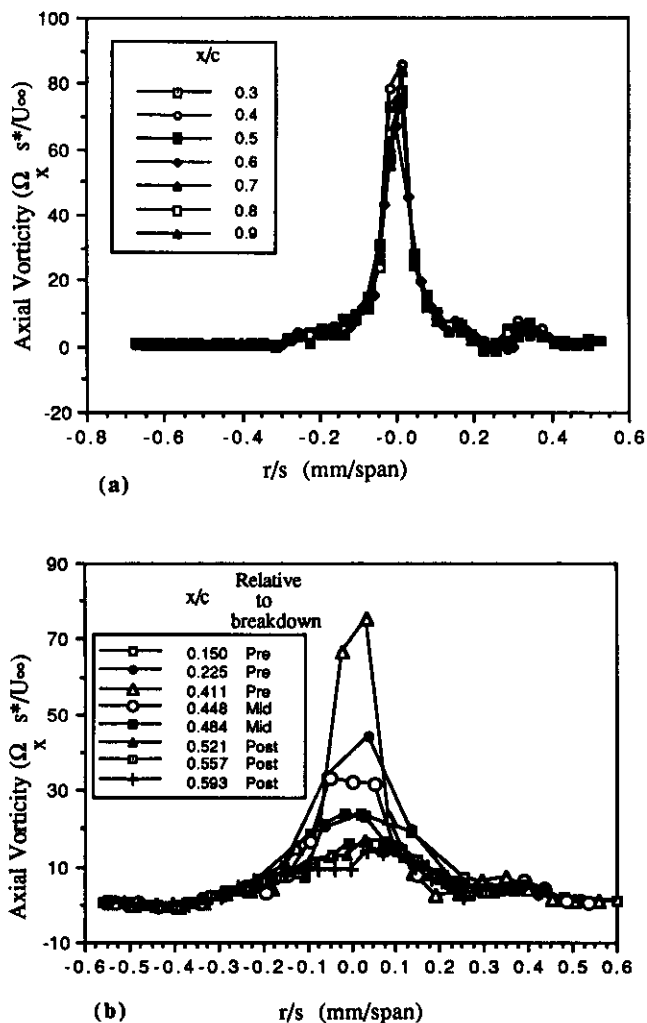 100
80
60
40
20
0
-20
Axial Vorticity (Ωx s*/U∞)
x/c
0.3
0.4
0.5
0.6
0.7
0.8
0.9
-0.8 -0.6 -0.4 -0.2 -0.0 0.2 0.4 0.6
r/s (mm/span)
(a)
90
70
50
30
10
-10
Axial Vorticity (Ωx s*/U∞)
x/c Relative
to
breakdown
0.150 Pre
0.225 Pre
0.411 Pre
0.448 Mid
0.484 Mid
0.521 Post
0.557 Post
0.593 Post
-0.6 -0.5 -0.4 -0.3 -0.2 -0.1 0.0 0.1 0.2 0.3 0.4 0.5 0.6
r/s (mm/span)
(b)